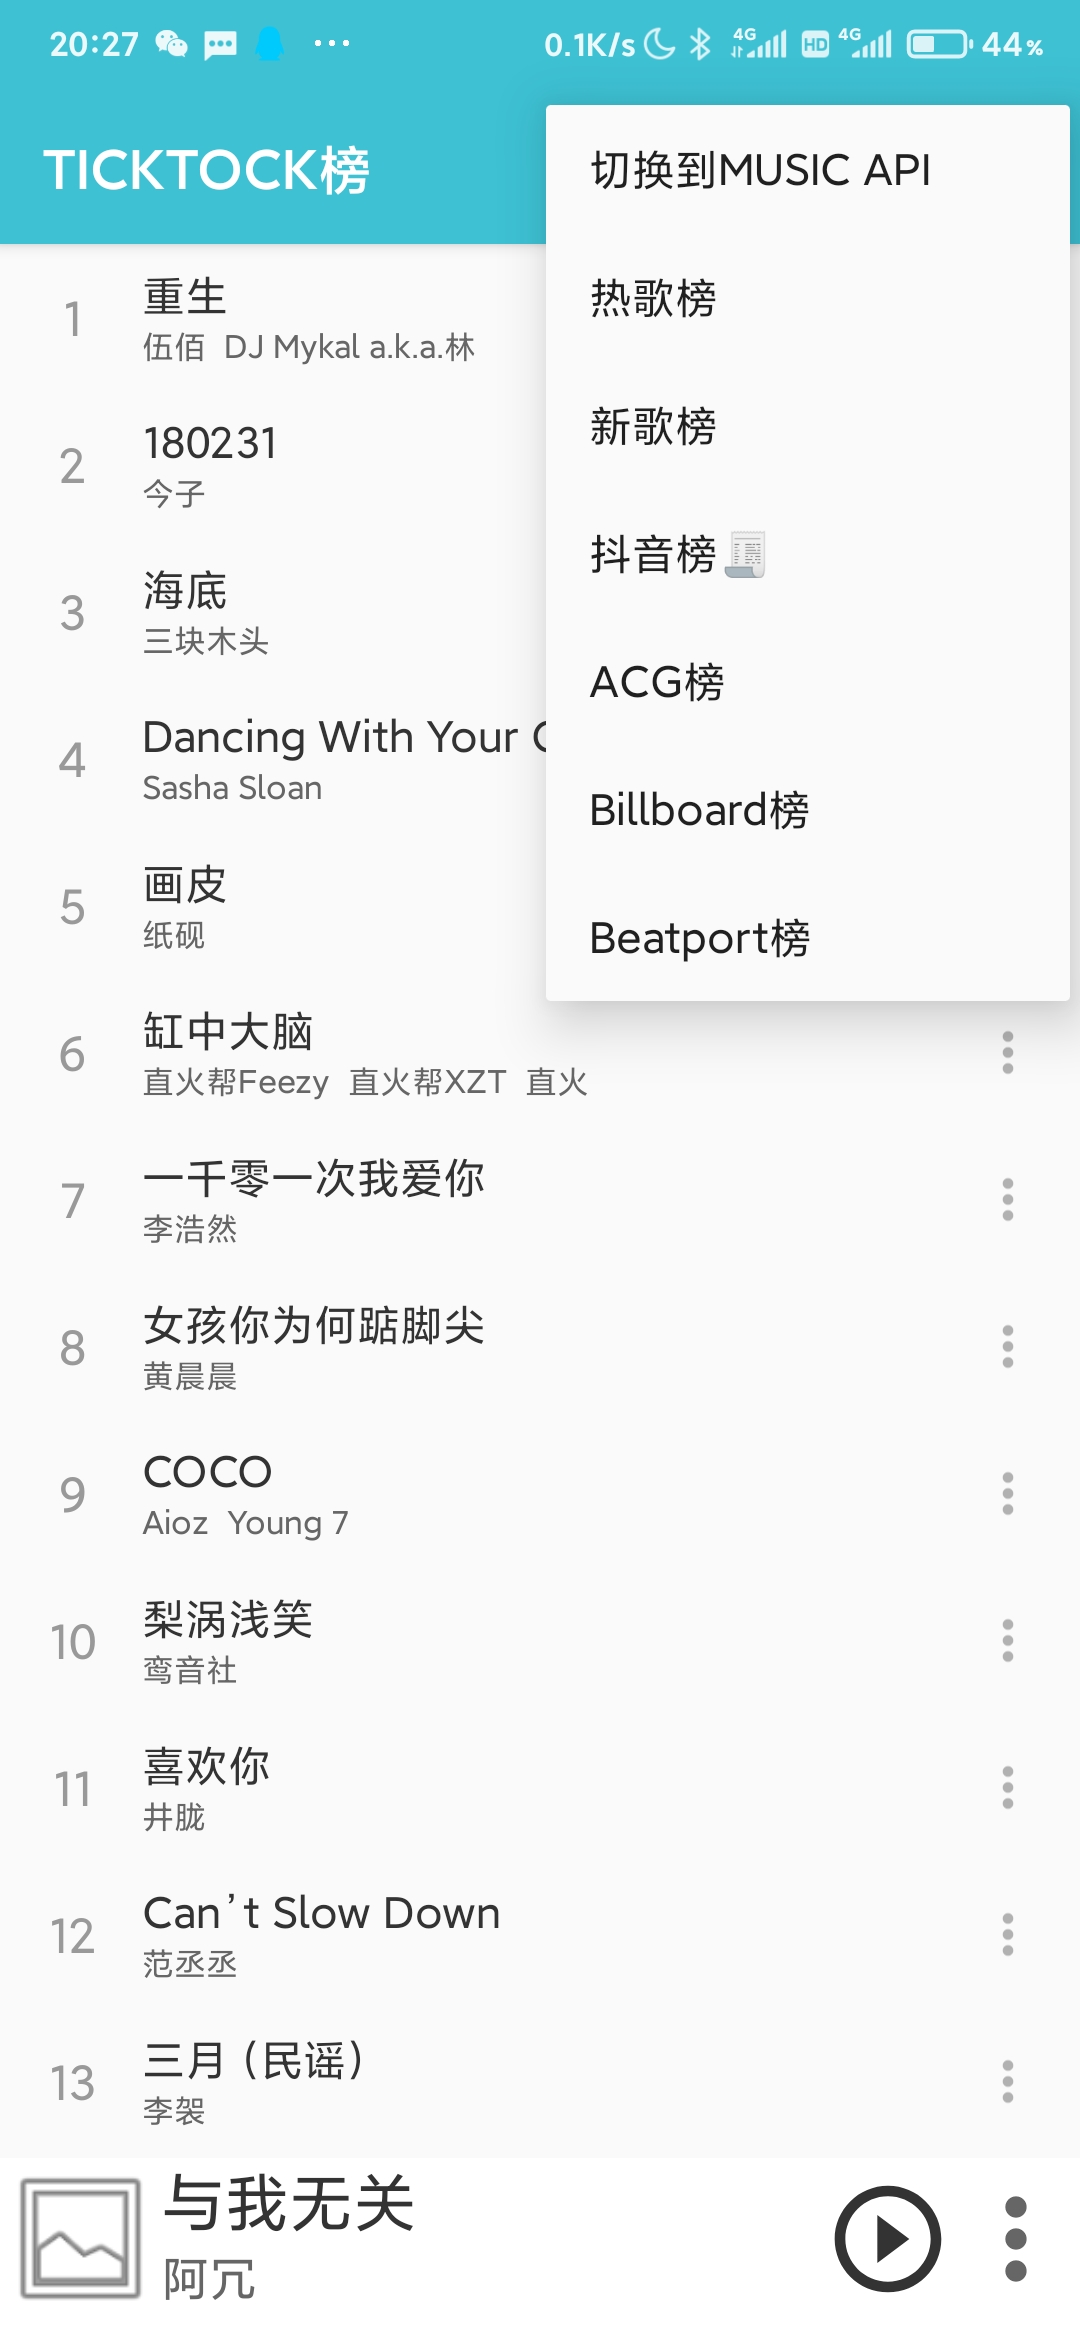 20:27
0.1K/s 4G HD 4G 44%
TICKTOCK榜
切换到MUSIC API
热歌榜
新歌榜
抖音榜
ACG榜
Billboard榜
Beatport榜
1
重生
伍佰 DJ Mykal a.k.a.林
2
180231
今子
3
海底
三块木头
4
Dancing With Your
Sasha Sloan
5
画皮
纸砚
6
缸中大脑
直火帮Feezy 直火帮XZT 直火
7
一千零一次我爱你
李浩然
8
女孩你为何踮脚尖
黄晨晨
9
COCO
Aioz Young 7
10
梨涡浅笑
鸾音社
11
喜欢你
井胧
12
Can’t Slow Down
范丞丞
13
三月 (民谣)
李袈
与我无关
阿冗